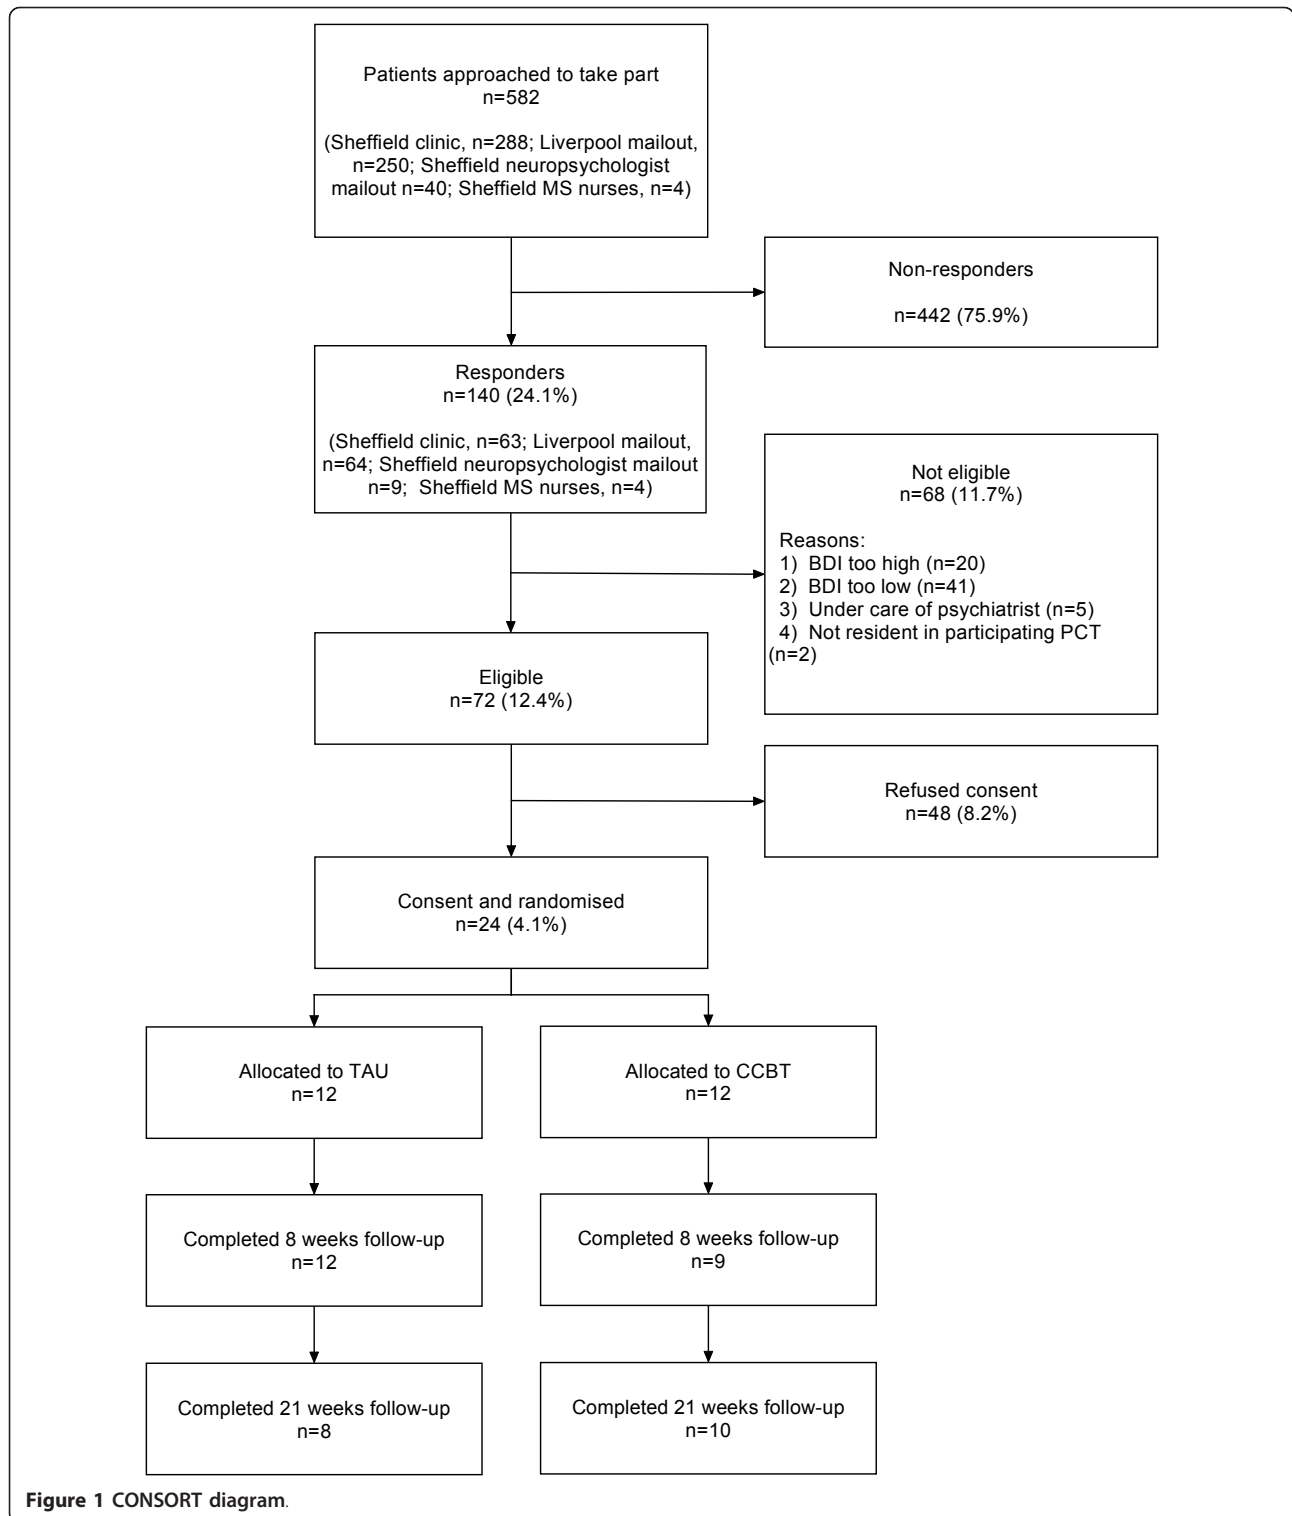 Patients approached to take part
n=582
(Sheffield clinic, n=288; Liverpool mailout,
n=250; Sheffield neuropsychologist
mailout n=40; Sheffield MS nurses, n=4)
Non-responders
n=442 (75.9%)
Responders
n=140 (24.1%)
(Sheffield clinic, n=63; Liverpool mailout,
n=64; Sheffield neuropsychologist mailout
n=9; Sheffield MS nurses, n=4)
Not eligible
n=68 (11.7%)
Reasons:
1) BDI too high (n=20)
2) BDI too low (n=41)
3) Under care of psychiatrist (n=5)
4) Not resident in participating PCT
(n=2)
Eligible
n=72 (12.4%)
Refused consent
n=48 (8.2%)
Consent and randomised
n=24 (4.1%)
Allocated to TAU
n=12
Allocated to CCBT
n=12
Completed 8 weeks follow-up
n=12
Completed 8 weeks follow-up
n=9
Completed 21 weeks follow-up
n=8
Completed 21 weeks follow-up
n=10
Figure 1 CONSORT diagram.